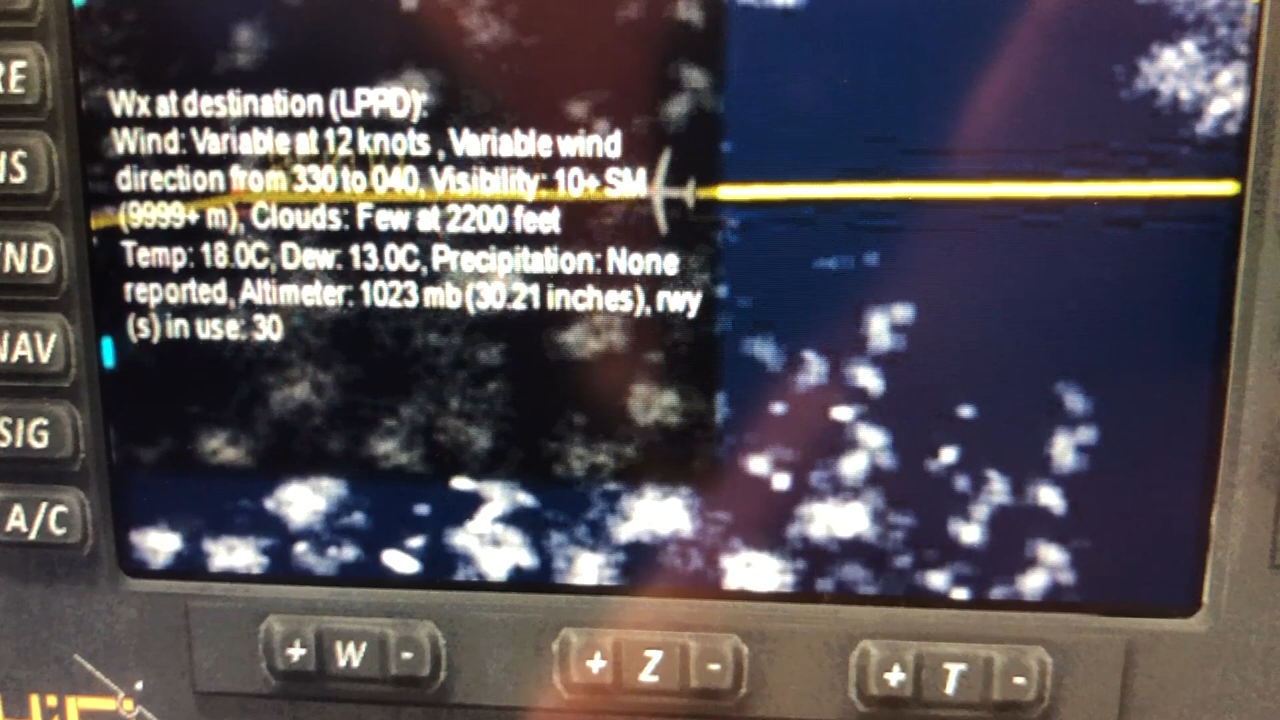 RE
NS
Wx at destination (LPPD):
Wind: Variable at 12 knots , Variable wind
direction from 330 to 040, Visibility: 10+ SM
(9999+ m), Clouds: Few at 2200 feet
Temp: 18.0C, Dew: 13.0C, Precipitation: None
reported, Altimeter: 1023 mb (30.21 inches), rwy
(s) in use: 30
ND
NAV
SIG
A/C
+ W -
+ Z -
+ T -